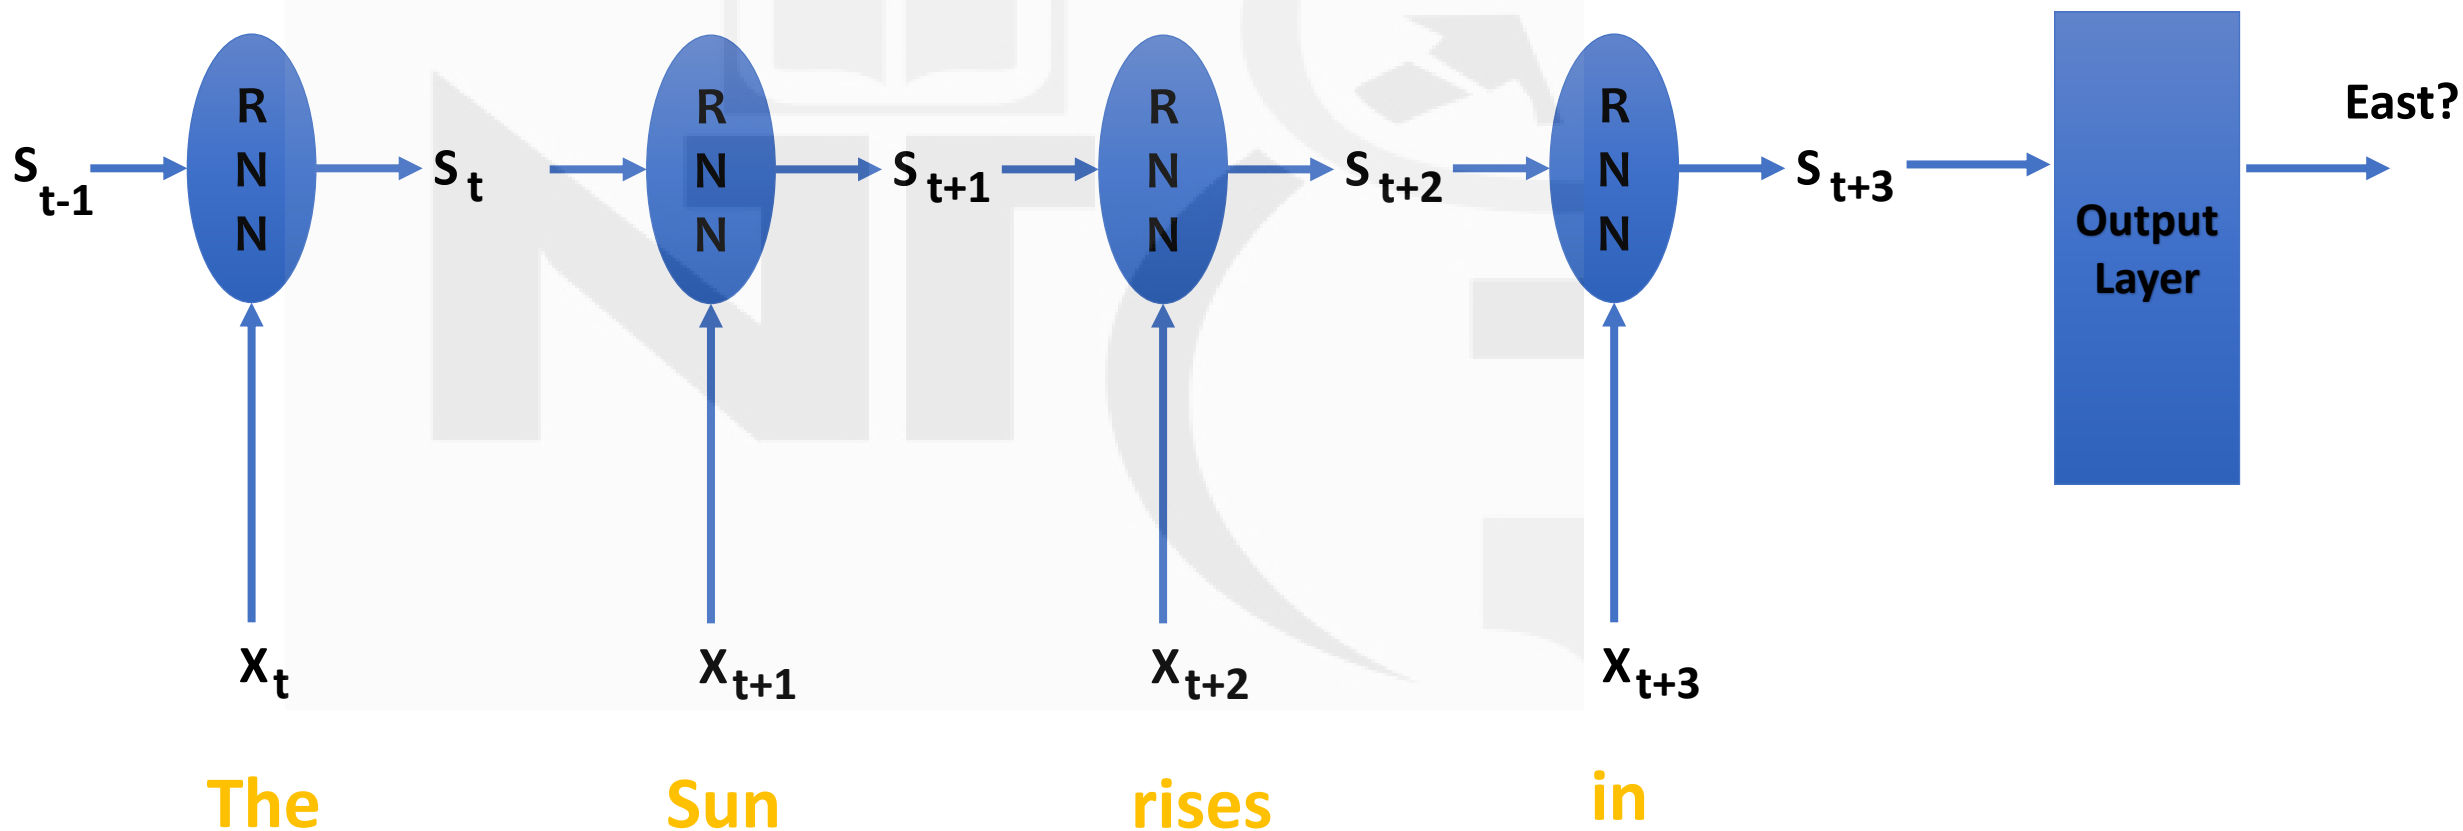 R
N
N
R
N
N
R
N
N
R
N
N
East?
S t-1
S t
S t+1
S t+2
S t+3
Output
Layer
X t
X t+1
X t+2
X t+3
The Sun rises in